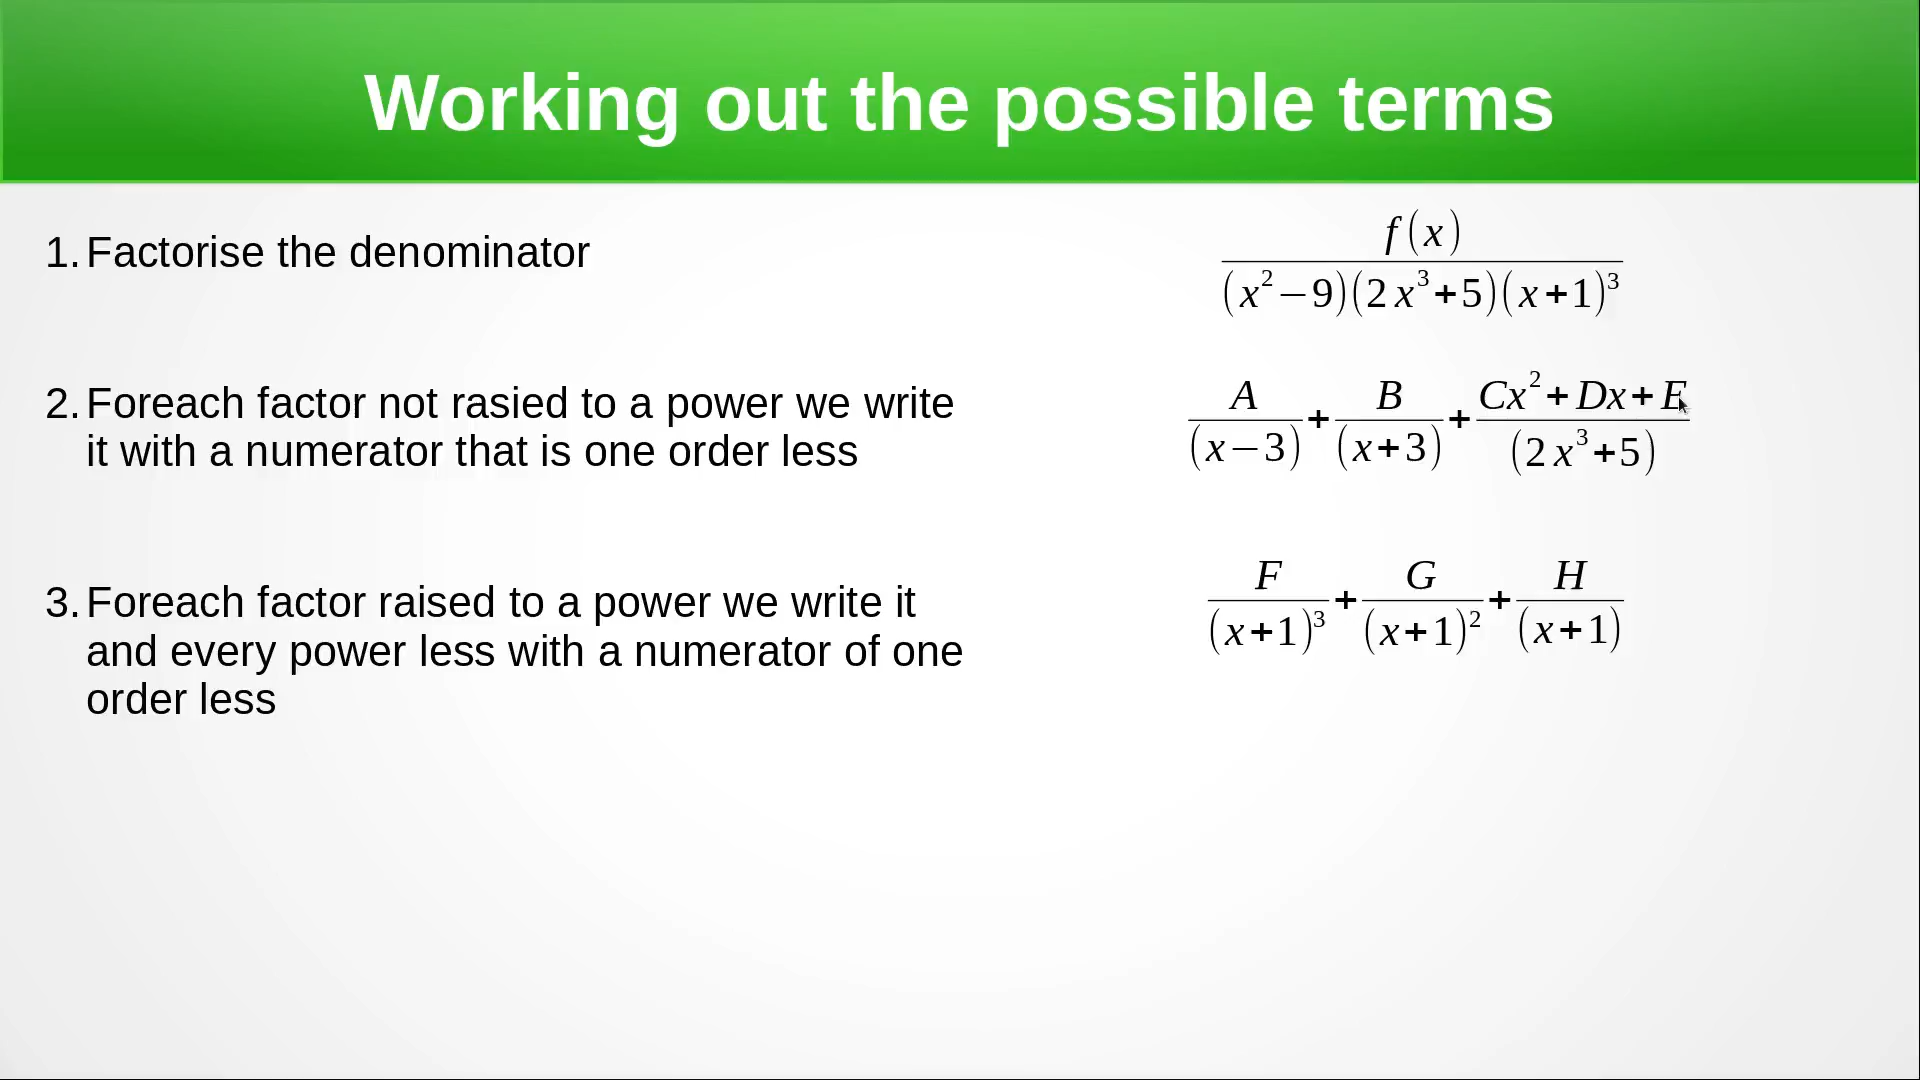 Working out the possible terms
1. Factorise the denominator
f(x)
(x²−9)(2x³+5)(x+1)³
2. Foreach factor not rasied to a power we write
it with a numerator that is one order less
A/(x−3) + B/(x+3) + Cx²+Dx+E/(2x³+5)
3. Foreach factor raised to a power we write it
and every power less with a numerator of one
order less
F/(x+1)³ + G/(x+1)² + H/(x+1)